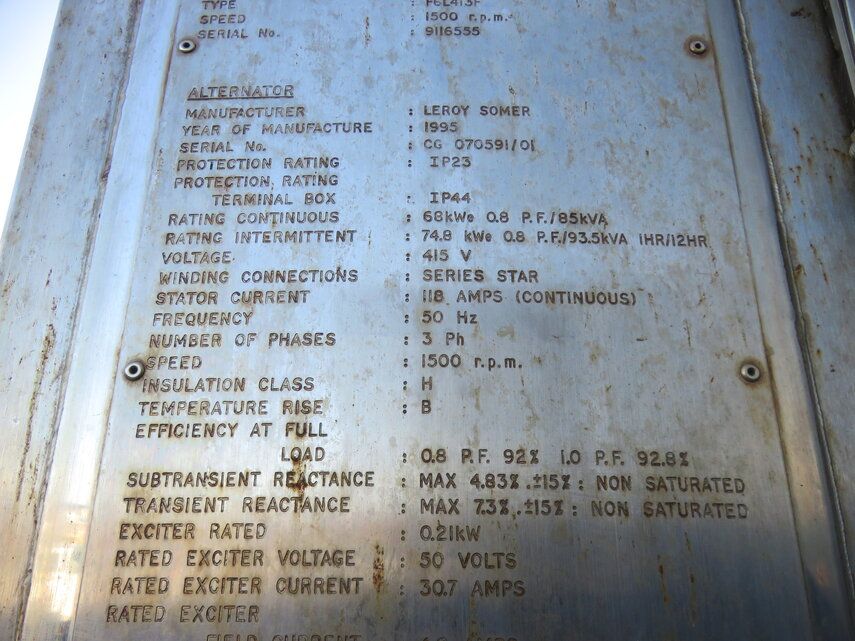 TYPE : F6L413F
SPEED : 1500 r.p.m.
SERIAL No. : 9116555
ALTERNATOR
MANUFACTURER : LEROY SOMER
YEAR OF MANUFACTURE : 1995
SERIAL No. : CG 070591/01
PROTECTION RATING : IP23
PROTECTION RATING
TERMINAL BOX : IP44
RATING CONTINUOUS : 68kWe 0.8 P.F./85kVA
RATING INTERMITTENT : 74.8 kWe 0.8 P.F./93.5kVA 1HR/12HR
VOLTAGE : 415 V
WINDING CONNECTIONS : SERIES STAR
STATOR CURRENT : 118 AMPS (CONTINUOUS)
FREQUENCY : 50 Hz
NUMBER OF PHASES : 3 Ph
SPEED : 1500 r.p.m.
INSULATION CLASS : H
TEMPERATURE RISE : B
EFFICIENCY AT FULL
LOAD : 0.8 P.F. 92% 1.0 P.F. 92.8%
SUBTRANSIENT REACTANCE : MAX 4.83% .±15% : NON SATURATED
TRANSIENT REACTANCE : MAX 7.3% .±15% : NON SATURATED
EXCITER RATED : 0.21kW
RATED EXCITER VOLTAGE : 50 VOLTS
RATED EXCITER CURRENT : 30.7 AMPS
RATED EXCITER
FIELD CURRENT